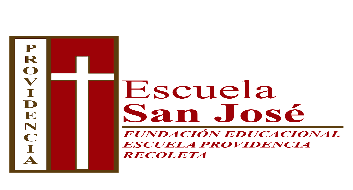 PROVIDENCIA
Escuela
San José
FUNDACIÓN EDUCACIONAL
ESCUELA PROVIDENCIA
RECOLETA